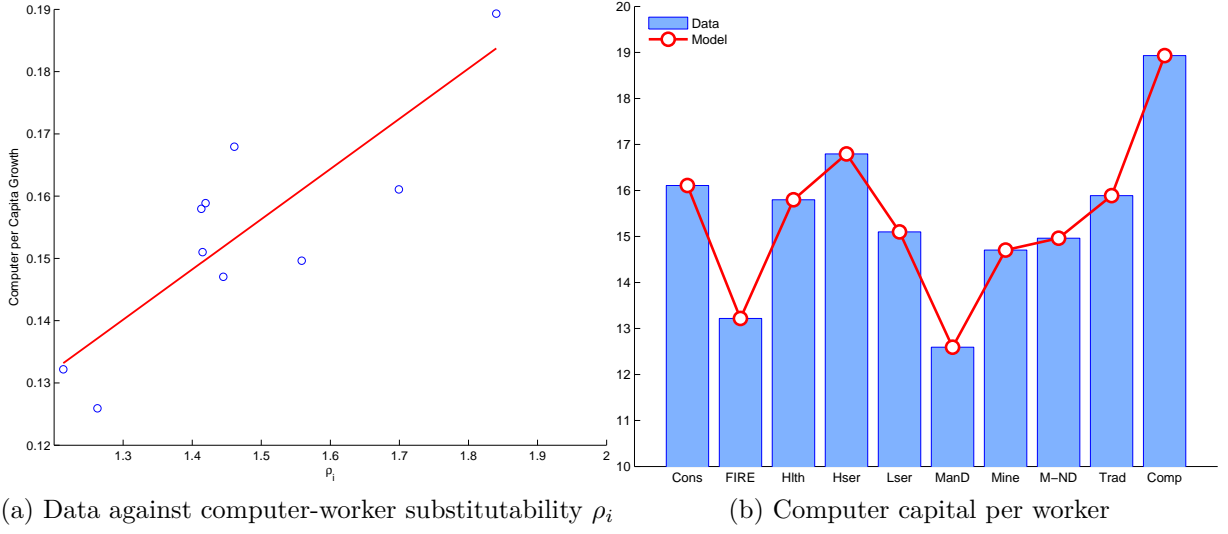 0.19
0.18
0.17
0.16
0.15
0.14
0.13
0.12
Computer per Capita Growth
1.3 1.4 1.5 1.6 1.7 1.8 1.9 2
ρi
(a) Data against computer-worker substitutability ρi
20
19
18
17
16
15
14
13
12
11
10
Data
Model
Cons FIRE Hlth Hser Lser ManD Mine M−ND Trad Comp
(b) Computer capital per worker